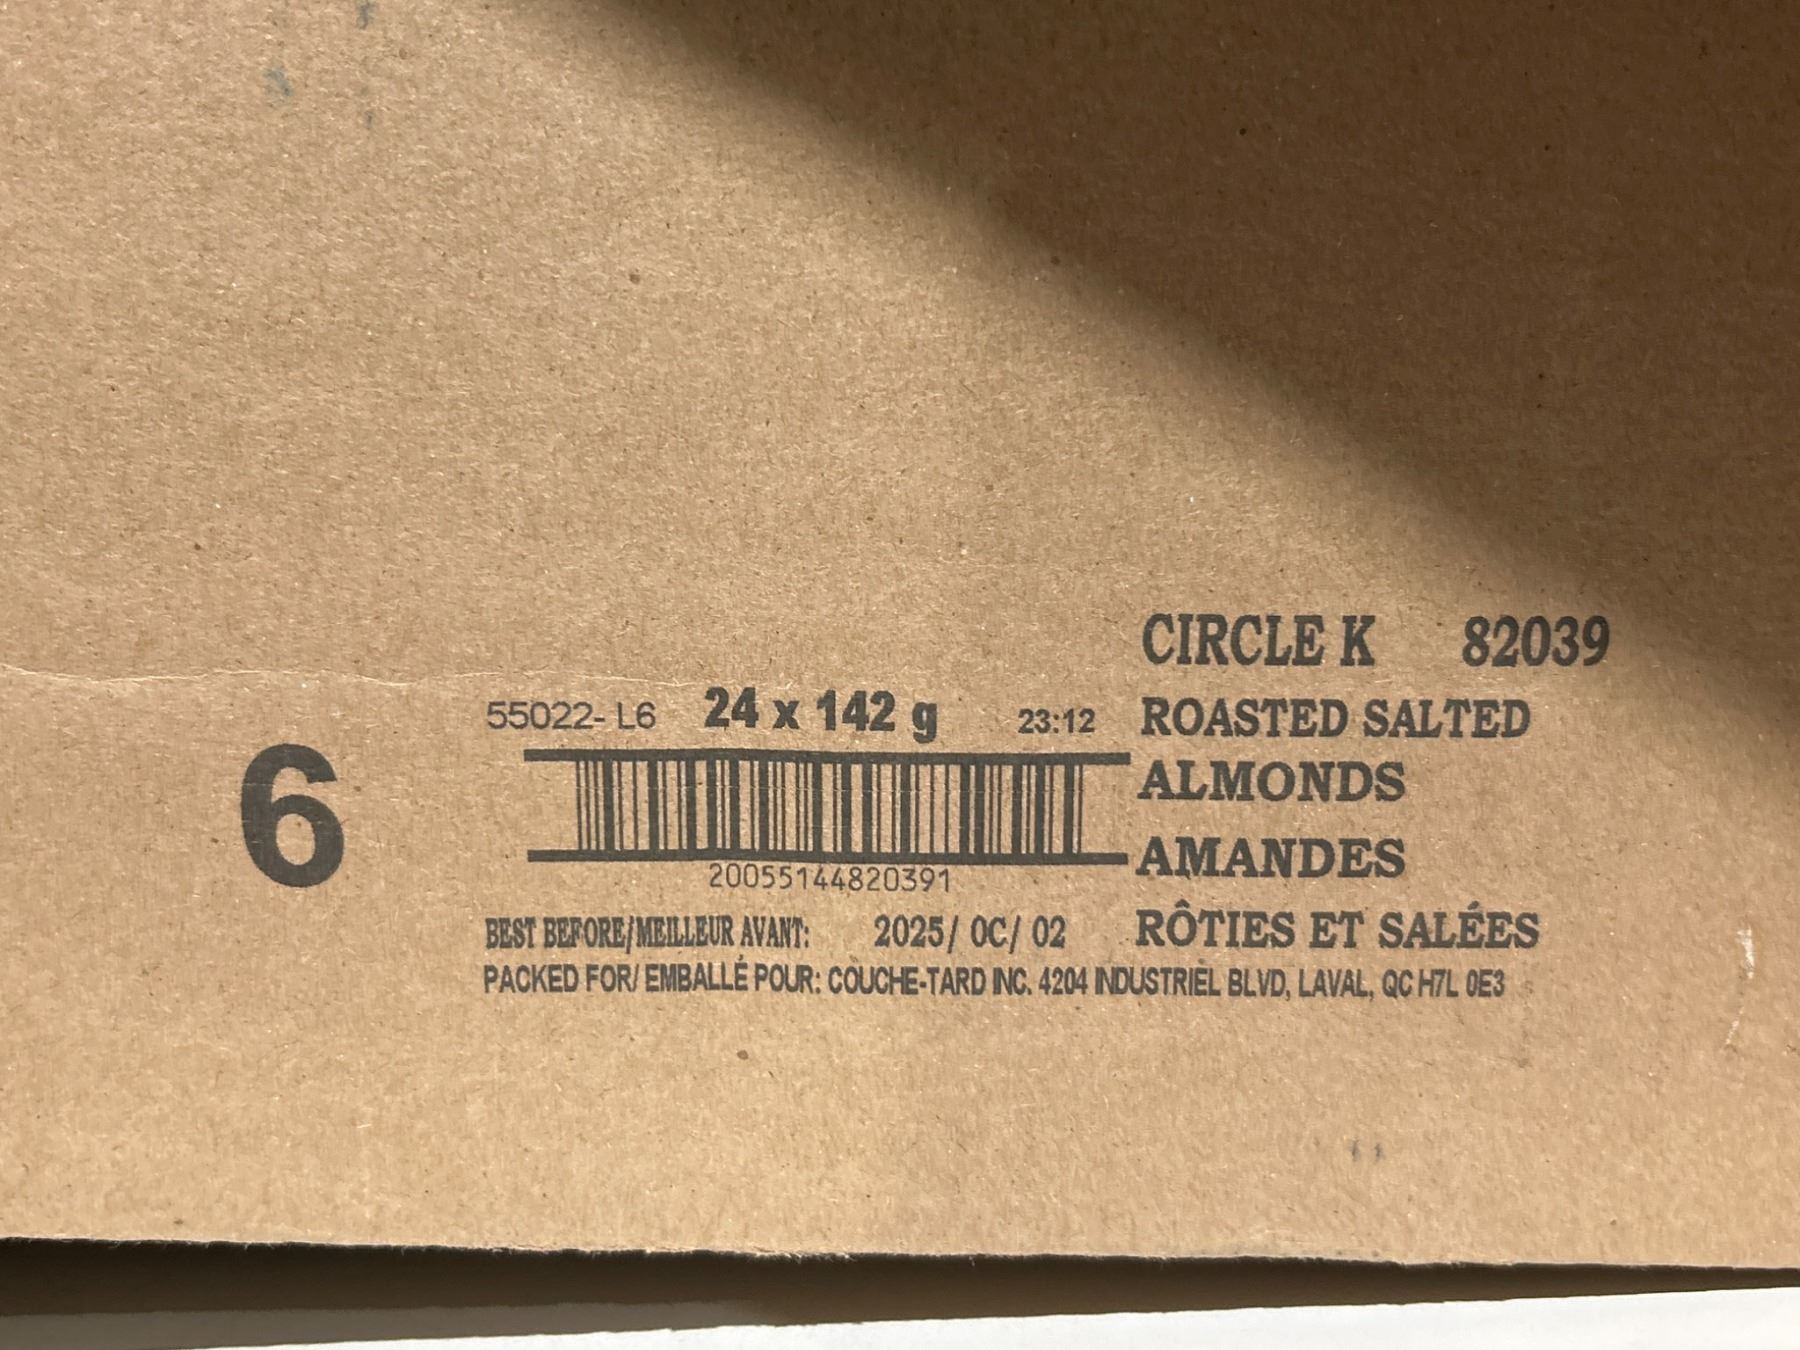 CIRCLE K 82039
55022- L6 24 x 142 g 23:12 ROASTED SALTED
ALMONDS
6
AMANDES
20055144820391
BEST BEFORE/MEILLEUR AVANT: 2025/ OC/ 02 RÔTIES ET SALÉES
PACKED FOR/ EMBALLÉ POUR: COUCHE-TARD INC. 4204 INDUSTRIEL BLVD, LAVAL, QC H7L 0E3